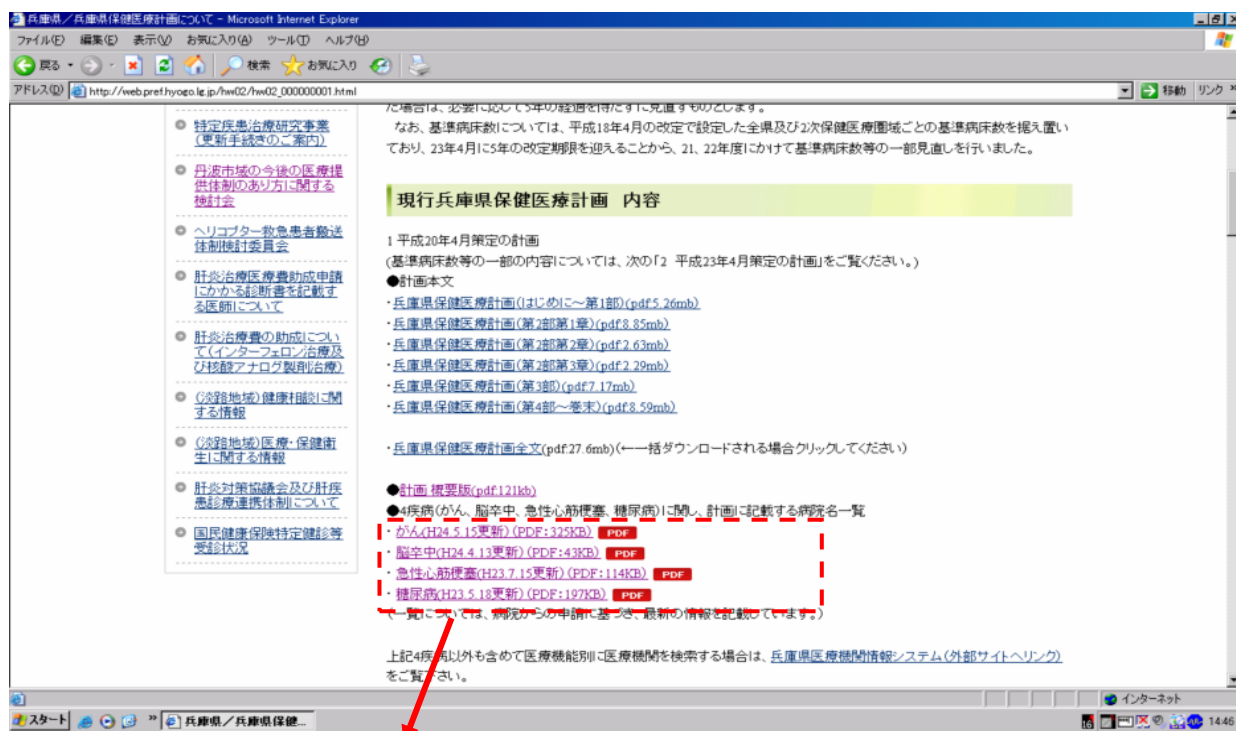 兵庫県／兵庫県保健医療計画について - Microsoft Internet Explorer
ファイル(F) 編集(E) 表示(V) お気に入り(A) ツール(T) ヘルプ(H)
戻る 検索 お気に入り
アドレス(D) http://web.pref.hyogo.lg.jp/hw02/hw02_000000001.html 移動 リンク »
特定疾患治療研究事業
(更新手続きのご案内)
丹波市域の今後の医療提
供体制のあり方に関する
検討会
ヘリコプター救急患者搬送
体制検討委員会
肝炎治療医療費助成申請
にかかる診断書を記載す
る医師について
肝炎治療費の助成につい
て(インターフェロン治療及
び核酸アナログ製剤治療)
(淡路地域)健康相談に関
する情報
(淡路地域)医療・保健衛
生に関する情報
肝炎対策協議会及び肝疾
患診療連携体制について
国民健康保険特定健診等
受診状況
た場合は、必要に応じて5年の経過を待たずに見直すものとします。
なお、基準病床数については、平成18年4月の改定で設定した全県及び2次保健医療圏域ごとの基準病床数を据え置い
ており、23年4月に5年の改定期限を迎えることから、21、22年度にかけて基準病床数等の一部見直しを行いました。
現行兵庫県保健医療計画 内容
1 平成20年4月策定の計画
(基準病床数等の一部の内容については、次の「2 平成23年4月策定の計画」をご覧ください。)
●計画本文
・兵庫県保健医療計画(はじめに～第1部)(pdf:5.26mb)
・兵庫県保健医療計画(第2部第1章)(pdf:8.85mb)
・兵庫県保健医療計画(第2部第2章)(pdf:2.63mb)
・兵庫県保健医療計画(第2部第3章)(pdf:2.29mb)
・兵庫県保健医療計画(第3部)(pdf:7.17mb)
・兵庫県保健医療計画(第4部～巻末)(pdf:8.59mb)
・兵庫県保健医療計画全文(pdf:27.6mb)(←一括ダウンロードされる場合クリックしてください)
●計画 概要版(pdf:121kb)
●4疾病(がん、脳卒中、急性心筋梗塞、糖尿病)に関し、計画に記載する病院名一覧
・がん(H24.5.15更新)(PDF:325KB) PDF
・脳卒中(H24.4.13更新)(PDF:43KB) PDF
・急性心筋梗塞(H23.7.15更新)(PDF:114KB) PDF
・糖尿病(H23.5.18更新)(PDF:197KB) PDF
(一覧については、病院からの申請に基づき、最新の情報を記載しています。)
上記4疾病以外も含めて医療機能別に医療機関を検索する場合は、兵庫県医療機関情報システム(外部サイトへリンク)
をご覧下さい。
インターネット
スタート » 兵庫県／兵庫県保健... 14:46